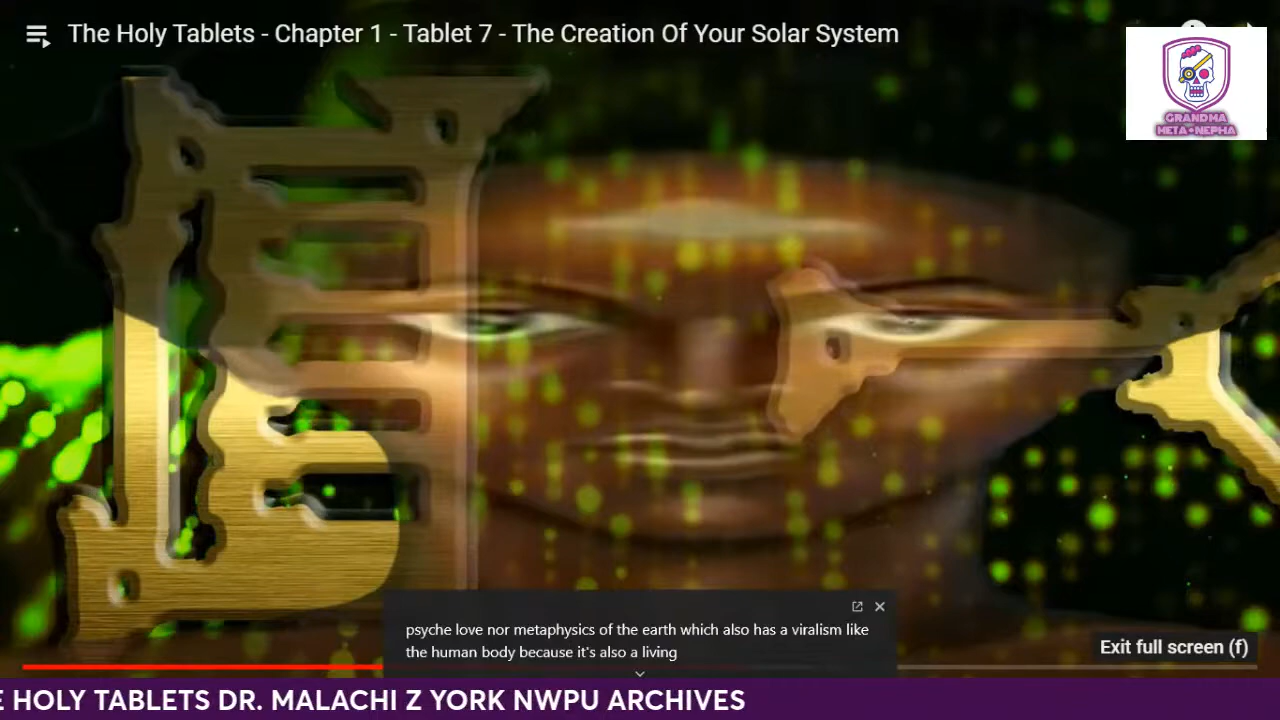 The Holy Tablets - Chapter 1 - Tablet 7 - The Creation Of Your Solar System
GRANDMA
META•NEPHA
psyche love nor metaphysics of the earth which also has a viralism like
the human body because it's also a living
Exit full screen (f)
E HOLY TABLETS DR. MALACHI Z YORK NWPU ARCHIVES